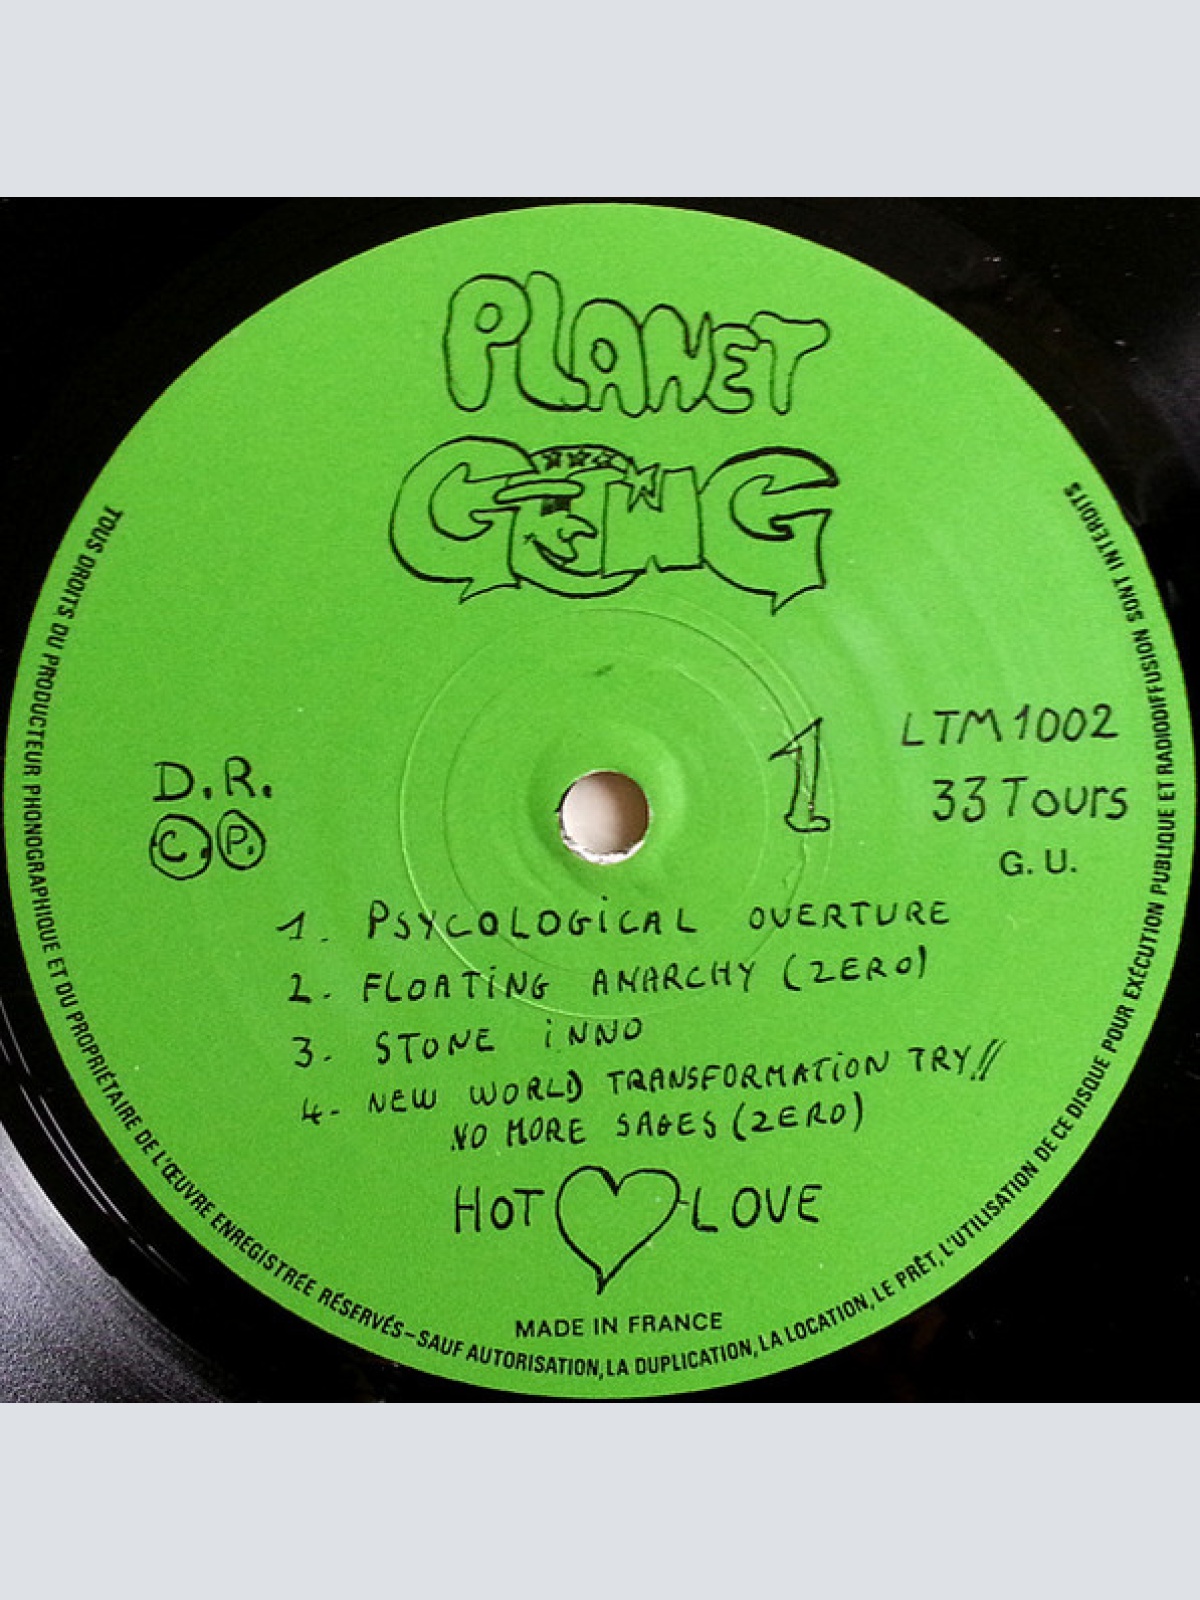 PLANET
GONG
1
LTM 1002
33 Tours
G. U.
D.R.
C. P.
1. PSYCOLOGiCAL OVERTURE
2. FLOATING ANARCHY (ZERO)
3. STONE iNNO
4- NEW WORLD TRANSFORMATION TRY!!
NO MORE SAGES (ZERO)
HOT LOVE
MADE IN FRANCE
TOUS DROITS DU PRODUCTEUR PHONOGRAPHIQUE ET DU PROPRIÉTAIRE DE L'ŒUVRE ENREGISTRÉE RÉSERVÉS-SAUF AUTORISATION, LA DUPLICATION, LA LOCATION, LE PRÊT, L'UTILISATION DE CE DISQUE POUR EXÉCUTION PUBLIQUE ET RADIODIFFUSION SONT INTERDITS